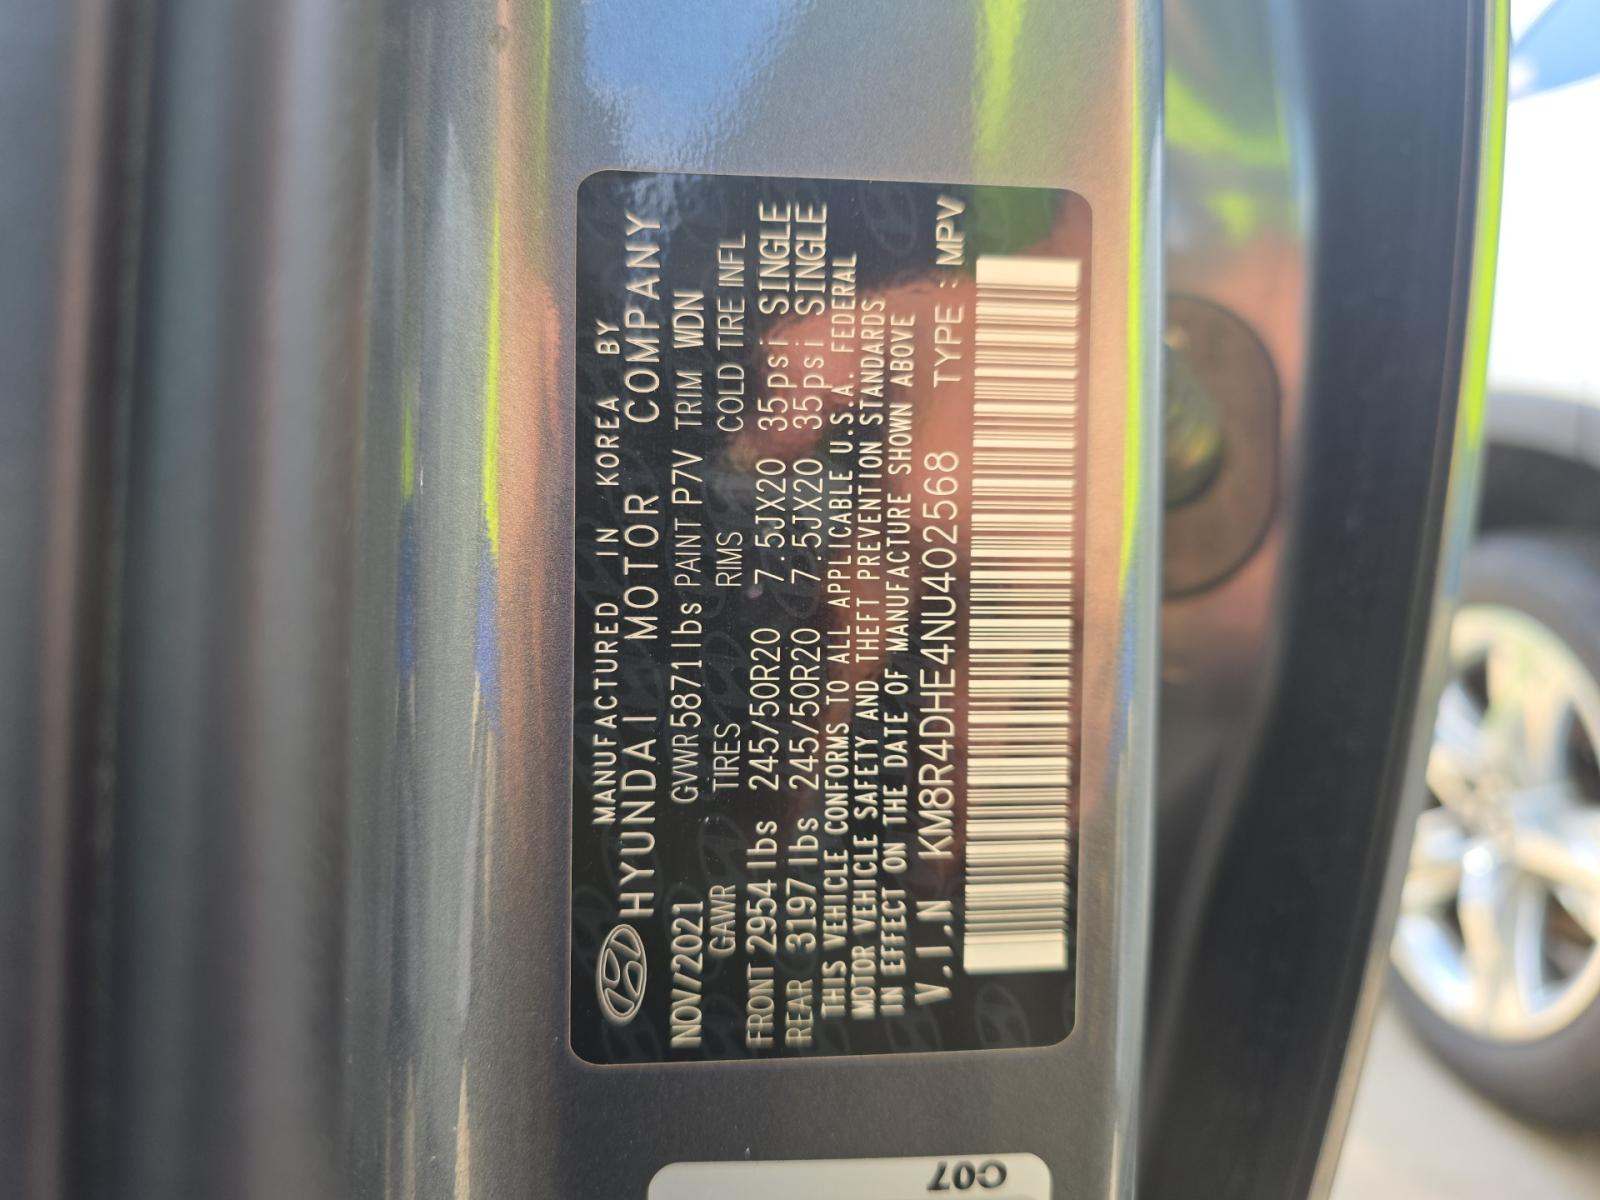 MANUFACTURED IN KOREA BY
HYUNDAI MOTOR COMPANY
NOV/2021 GVWR 5871lbs PAINT P7V TRIM WDN
GAWR TIRES RIMS COLD TIRE INFL
FRONT 2954 lbs 245/50R20 7.5JX20 35psi SINGLE
REAR 3197 lbs 245/50R20 7.5JX20 35psi SINGLE
THIS VEHICLE CONFORMS TO ALL APPLICABLE U.S.A. FEDERAL
MOTOR VEHICLE SAFETY AND THEFT PREVENTION STANDARDS
IN EFFECT ON THE DATE OF MANUFACTURE SHOWN ABOVE
V.I.N KM8R4DHE4NU402568 TYPE : MPV
C07